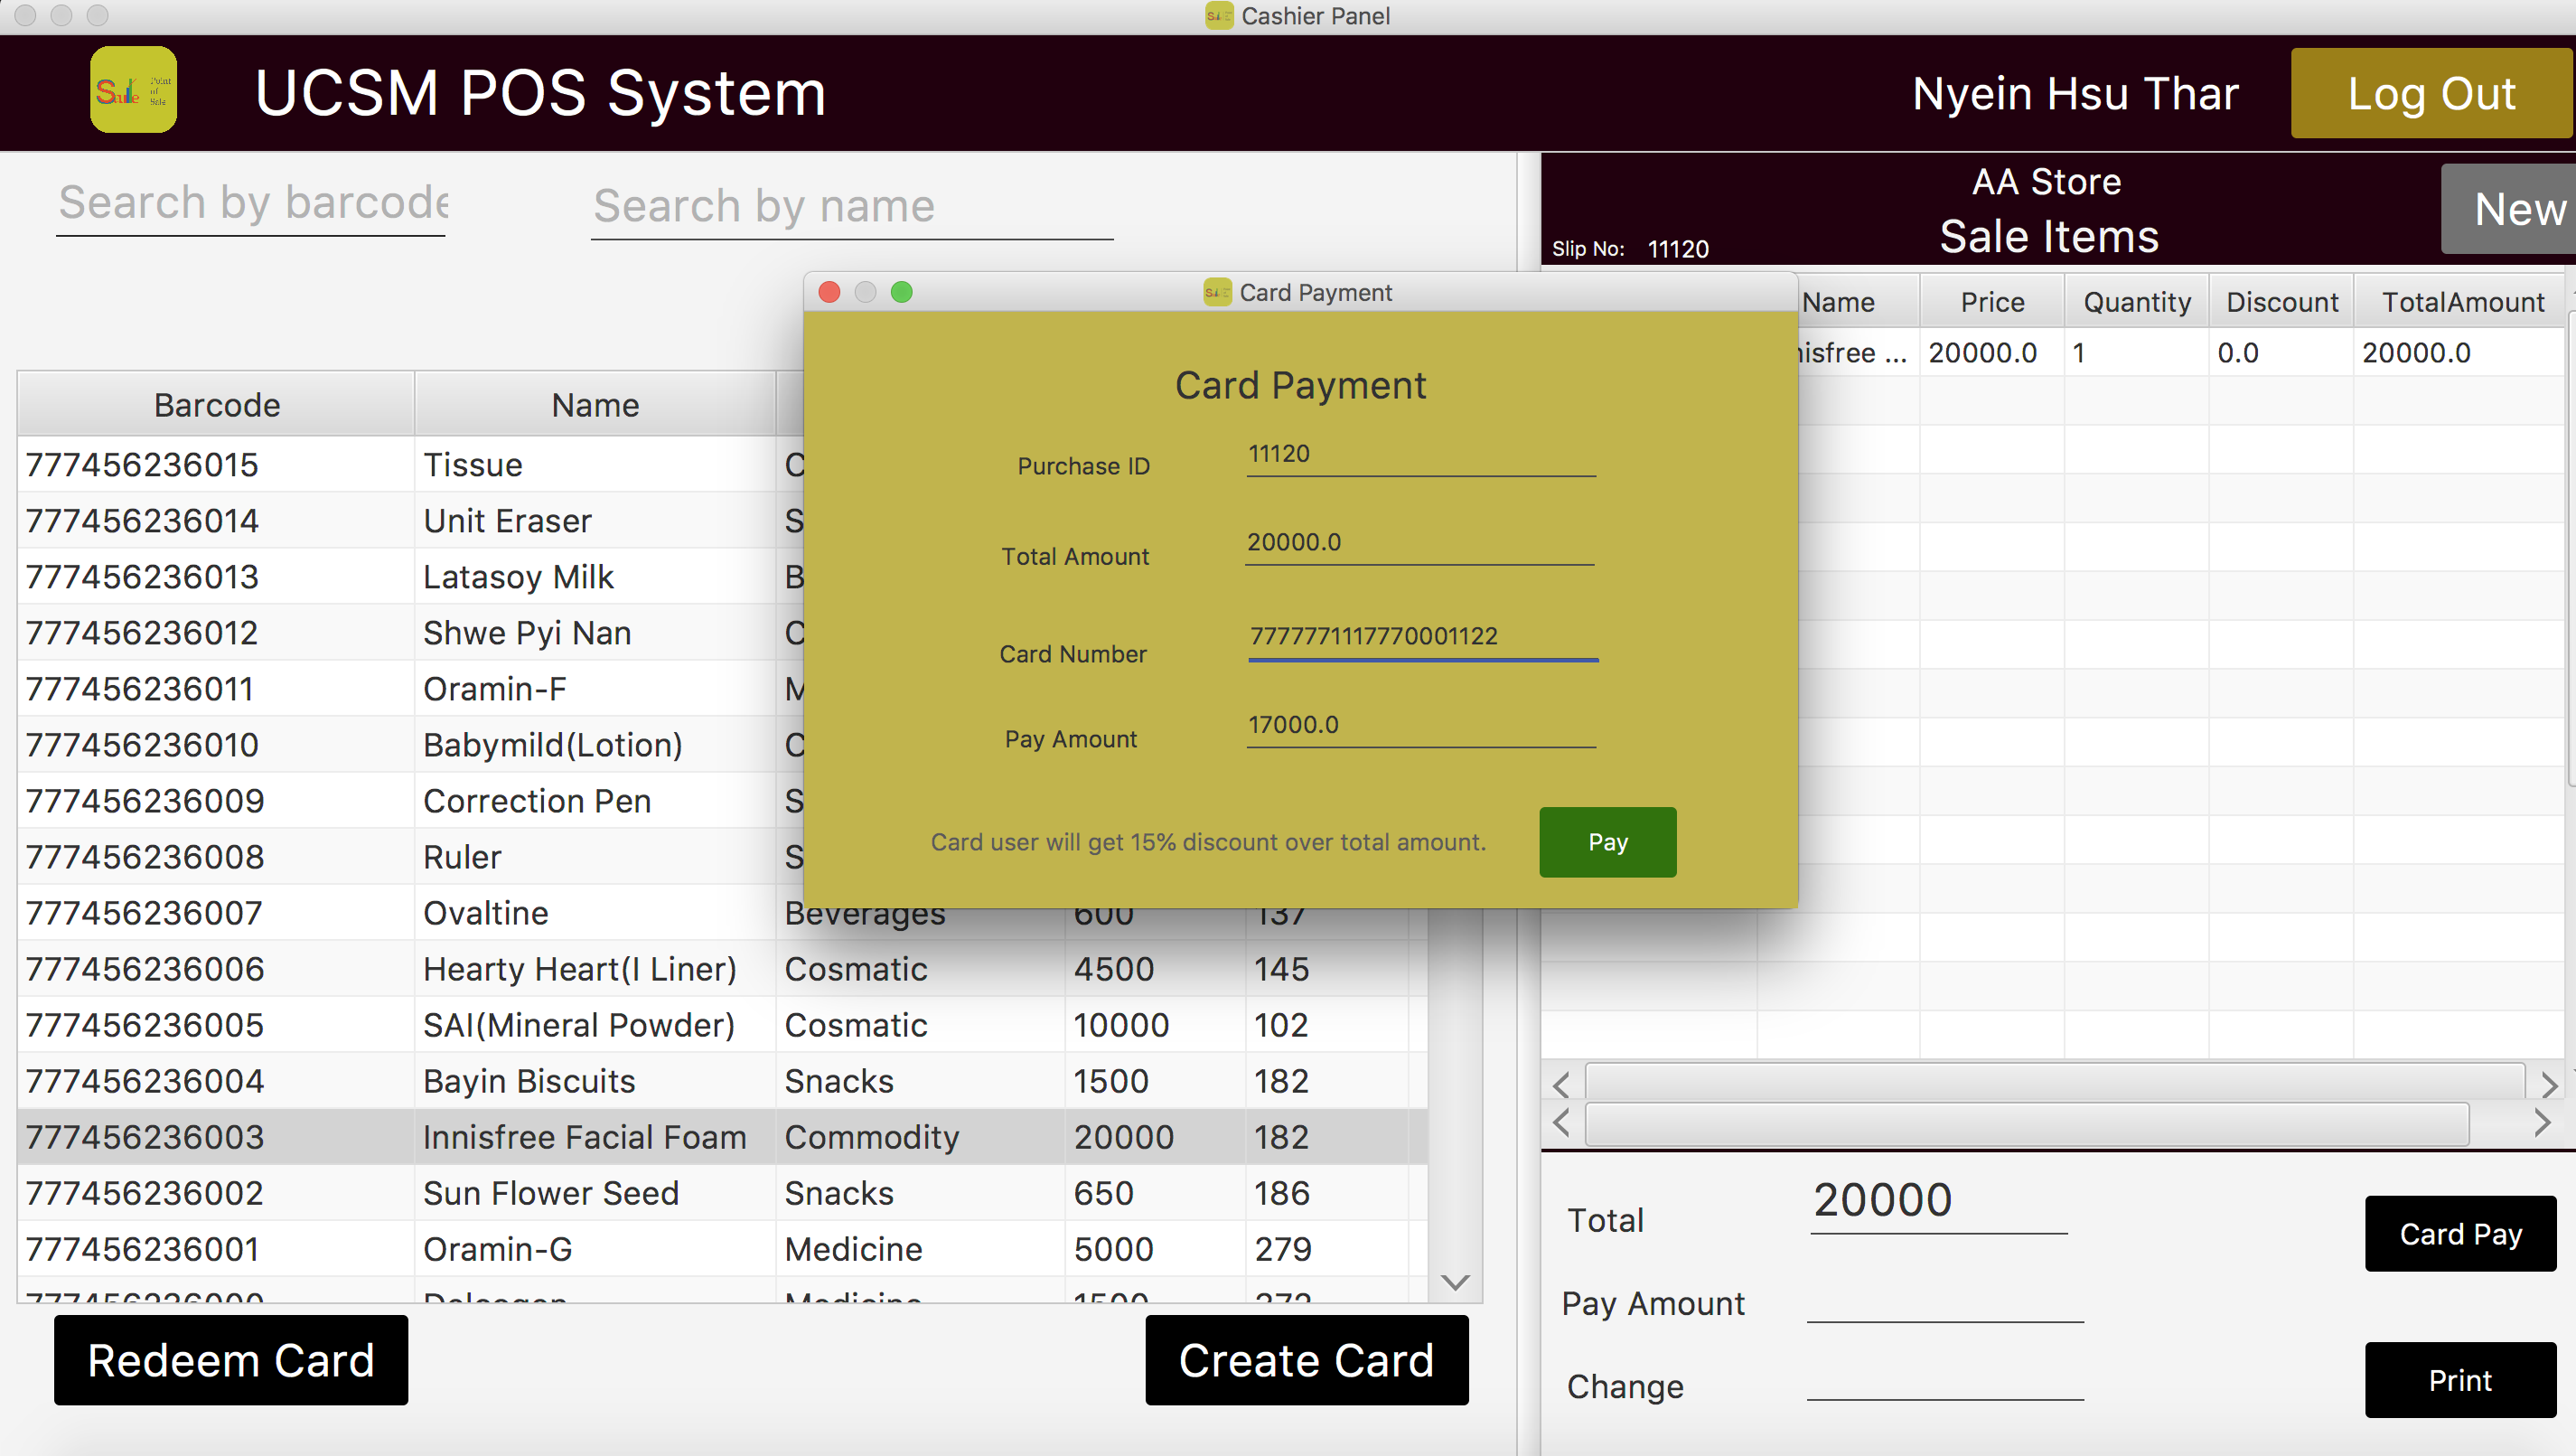 Cashier Panel
UCSM POS System
Nyein Hsu Thar
Log Out
Search by barcode
Search by name
AA Store
Sale Items
Slip No: 11120
New
Name Price Quantity Discount TotalAmount
nisfree ... 20000.0 1 0.0 20000.0
Card Payment
Card Payment
Purchase ID 11120
Total Amount 20000.0
Card Number 7777771117770001122
Pay Amount 17000.0
Card user will get 15% discount over total amount.
Pay
Barcode Name
777456236015 Tissue C
777456236014 Unit Eraser S
777456236013 Latasoy Milk B
777456236012 Shwe Pyi Nan C
777456236011 Oramin-F M
777456236010 Babymild(Lotion) C
777456236009 Correction Pen S
777456236008 Ruler S
777456236007 Ovaltine Beverages 600 137
777456236006 Hearty Heart(I Liner) Cosmatic 4500 145
777456236005 SAI(Mineral Powder) Cosmatic 10000 102
777456236004 Bayin Biscuits Snacks 1500 182
777456236003 Innisfree Facial Foam Commodity 20000 182
777456236002 Sun Flower Seed Snacks 650 186
777456236001 Oramin-G Medicine 5000 279
Redeem Card
Create Card
Total 20000
Card Pay
Pay Amount
Change
Print